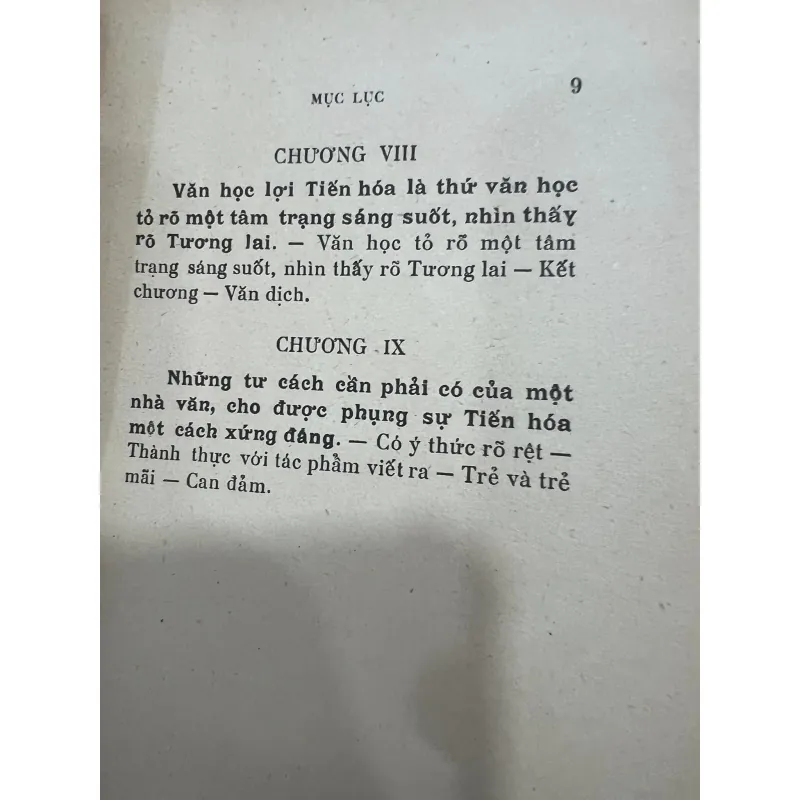 MỤC LỤC
9
CHƯƠNG VIII
Văn học lợi Tiến hóa là thứ văn học
tỏ rõ một tâm trạng sáng suốt, nhìn thấy
rõ Tương lai. — Văn học tỏ rõ một tâm
trạng sáng suốt, nhìn thấy rõ Tương lai — Kết
chương — Văn dịch.
CHƯƠNG IX
Những tư cách cần phải có của một
nhà văn, cho được phụng sự Tiến hóa
một cách xứng đáng. — Có ý thức rõ rệt —
Thành thực với tác phẩm viết ra — Trẻ và trẻ
mãi — Can đảm.